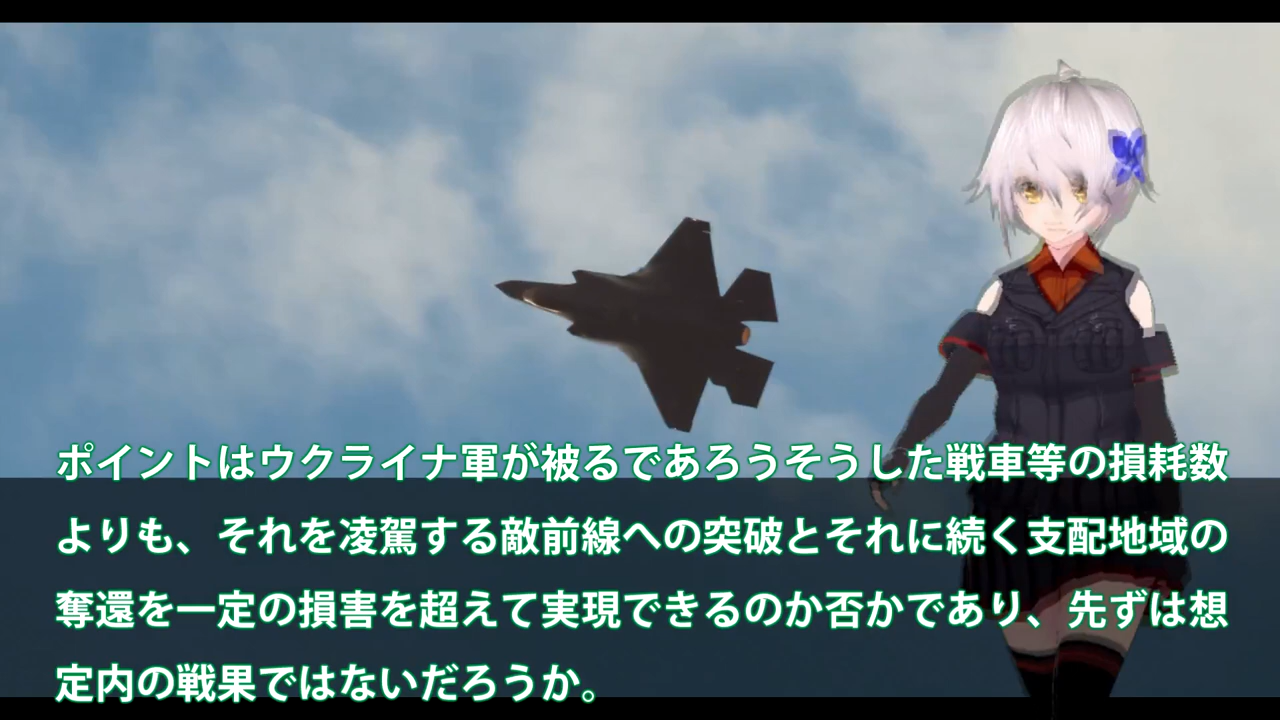 ポイントはウクライナ軍が被るであろうそうした戦車等の損耗数
よりも、それを凌駕する敵前線への突破とそれに続く支配地域の
奪還を一定の損害を超えて実現できるのか否かであり、先ずは想
定内の戦果ではないだろうか。